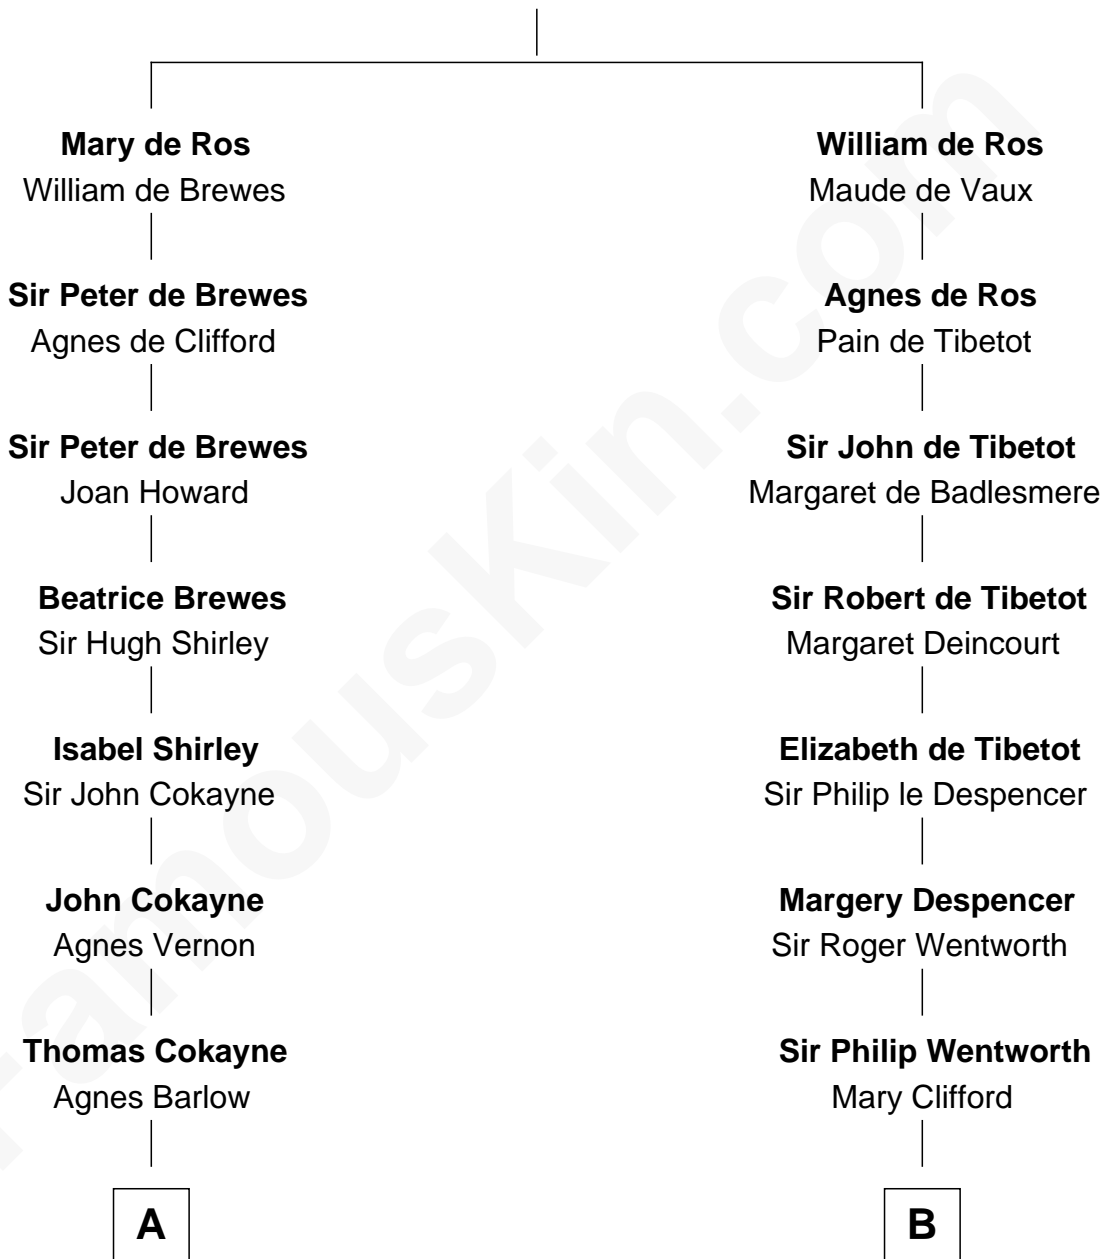 Mary de Ros
William de Brewes
Sir Peter de Brewes
Agnes de Clifford
Sir Peter de Brewes
Joan Howard
Beatrice Brewes
Sir Hugh Shirley
Isabel Shirley
Sir John Cokayne
John Cokayne
Agnes Vernon
Thomas Cokayne
Agnes Barlow
A
William de Ros
Maude de Vaux
Agnes de Ros
Pain de Tibetot
Sir John de Tibetot
Margaret de Badlesmere
Sir Robert de Tibetot
Margaret Deincourt
Elizabeth de Tibetot
Sir Philip le Despencer
Margery Despencer
Sir Roger Wentworth
Sir Philip Wentworth
Mary Clifford
B
FamousKin.com